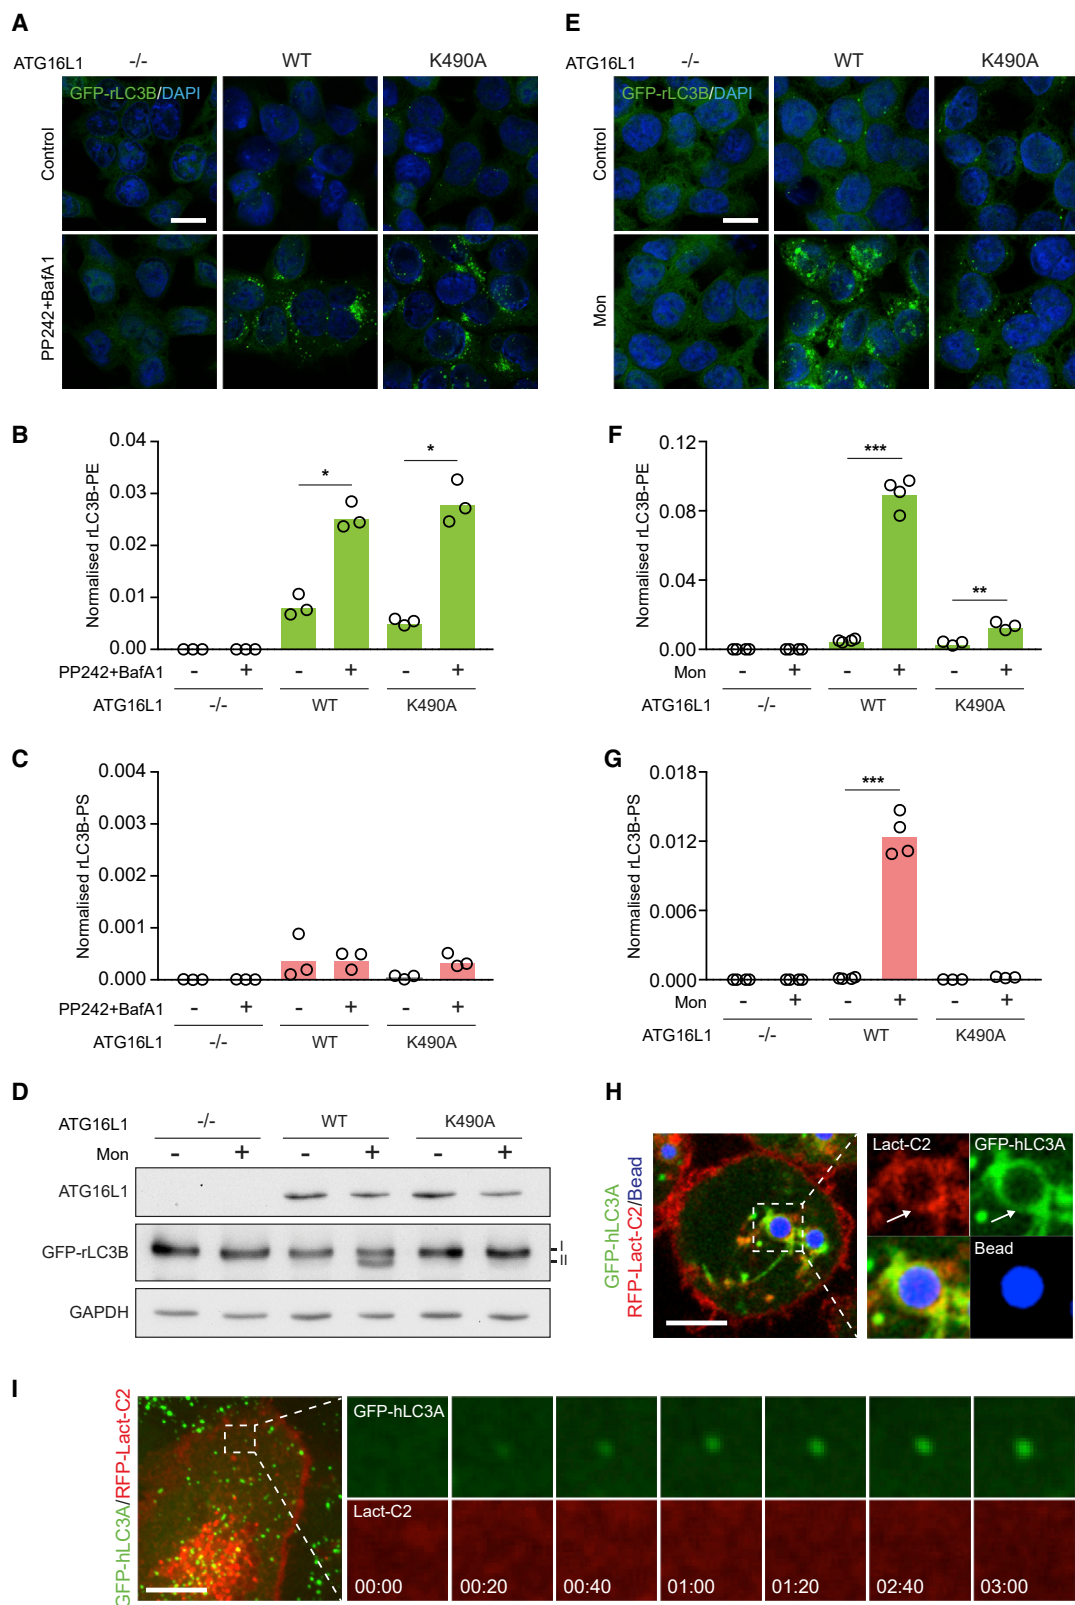 A
ATG16L1 -/- WT K490A
GFP-rLC3B/DAPI
Control
PP242+BafA1
B
Normalised rLC3B-PE
0.04
0.03
0.02
0.01
0.00
* *
PP242+BafA1 - + - + - +
ATG16L1 -/- WT K490A
C
Normalised rLC3B-PS
0.004
0.003
0.002
0.001
0.000
PP242+BafA1 - + - + - +
ATG16L1 -/- WT K490A
D
ATG16L1 -/- WT K490A
Mon - + - + - +
ATG16L1
GFP-rLC3B
I
II
GAPDH
E
ATG16L1 -/- WT K490A
GFP-rLC3B/DAPI
Control
Mon
F
Normalised rLC3B-PE
0.12
0.08
0.04
0.00
*** **
Mon - + - + - +
ATG16L1 -/- WT K490A
G
Normalised rLC3B-PS
0.018
0.012
0.006
0.000
***
Mon - + - + - +
ATG16L1 -/- WT K490A
H
GFP-hLC3A
RFP-Lact-C2/Bead
Lact-C2
GFP-hLC3A
Bead
I
GFP-hLC3A/RFP-Lact-C2
GFP-hLC3A
Lact-C2
00:00 00:20 00:40 01:00 01:20 02:40 03:00